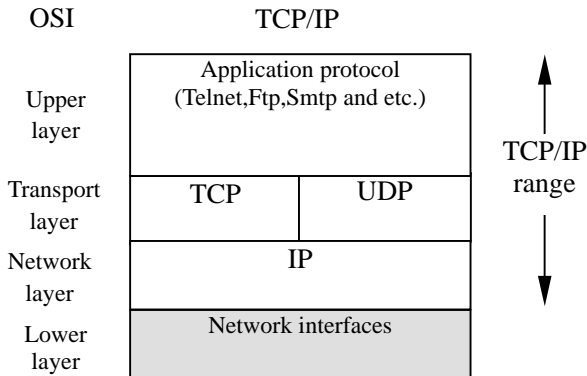 OSI TCP/IP
Upper
layer
Application protocol
(Telnet,Ftp,Smtp and etc.)
TCP/IP
range
Transport
layer
TCP UDP
Network
layer
IP
Lower
layer
Network interfaces